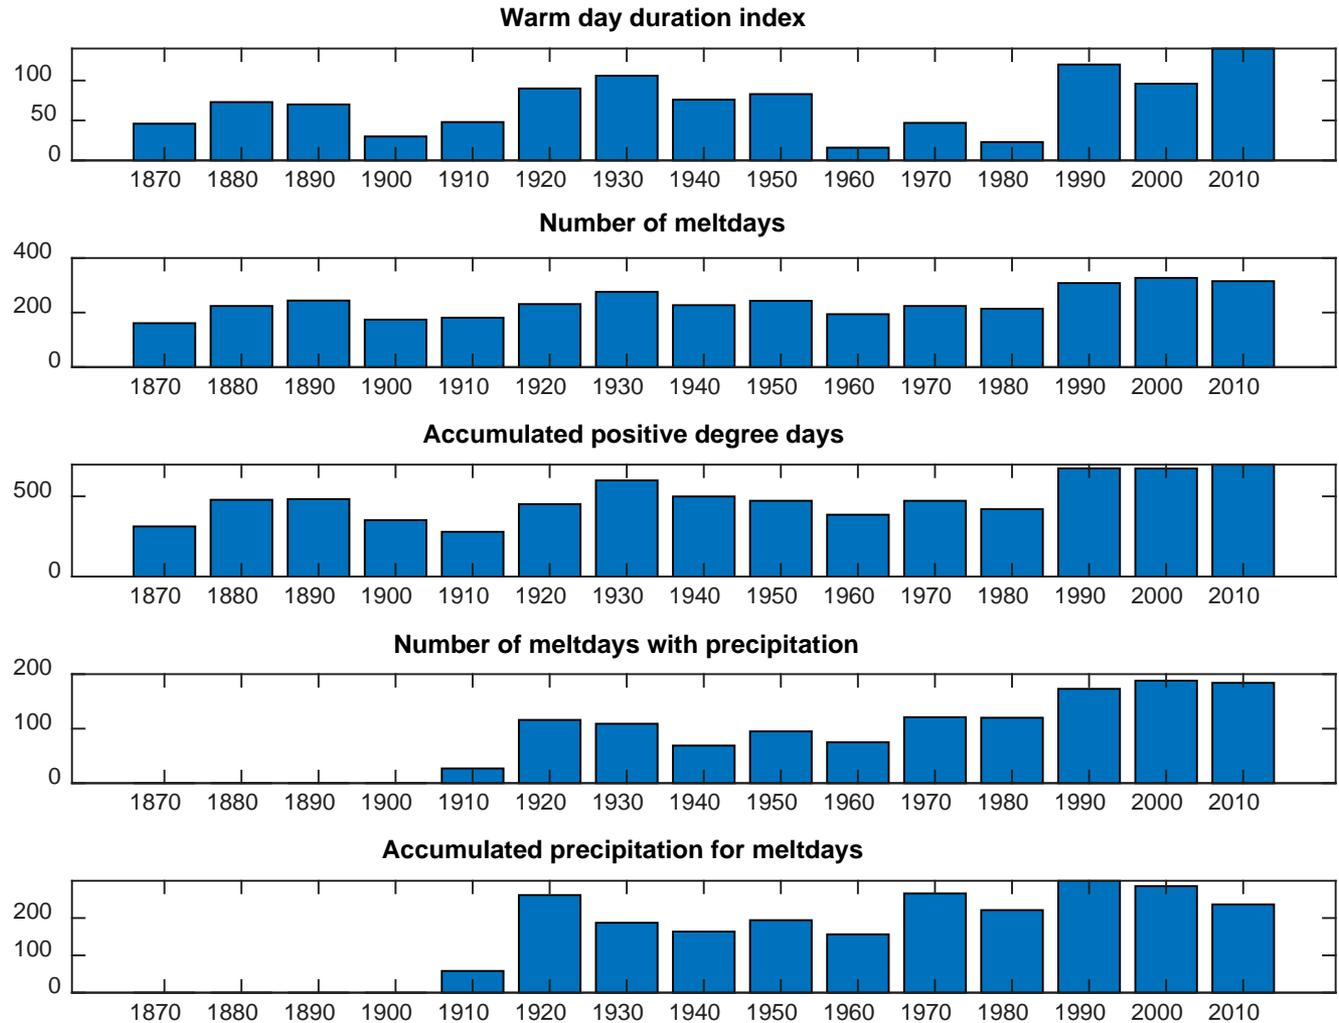 Warm day duration index
100
50
0
1870 1880 1890 1900 1910 1920 1930 1940 1950 1960 1970 1980 1990 2000 2010
Number of meltdays
400
200
0
1870 1880 1890 1900 1910 1920 1930 1940 1950 1960 1970 1980 1990 2000 2010
Accumulated positive degree days
500
0
1870 1880 1890 1900 1910 1920 1930 1940 1950 1960 1970 1980 1990 2000 2010
Number of meltdays with precipitation
200
100
0
1870 1880 1890 1900 1910 1920 1930 1940 1950 1960 1970 1980 1990 2000 2010
Accumulated precipitation for meltdays
200
100
0
1870 1880 1890 1900 1910 1920 1930 1940 1950 1960 1970 1980 1990 2000 2010